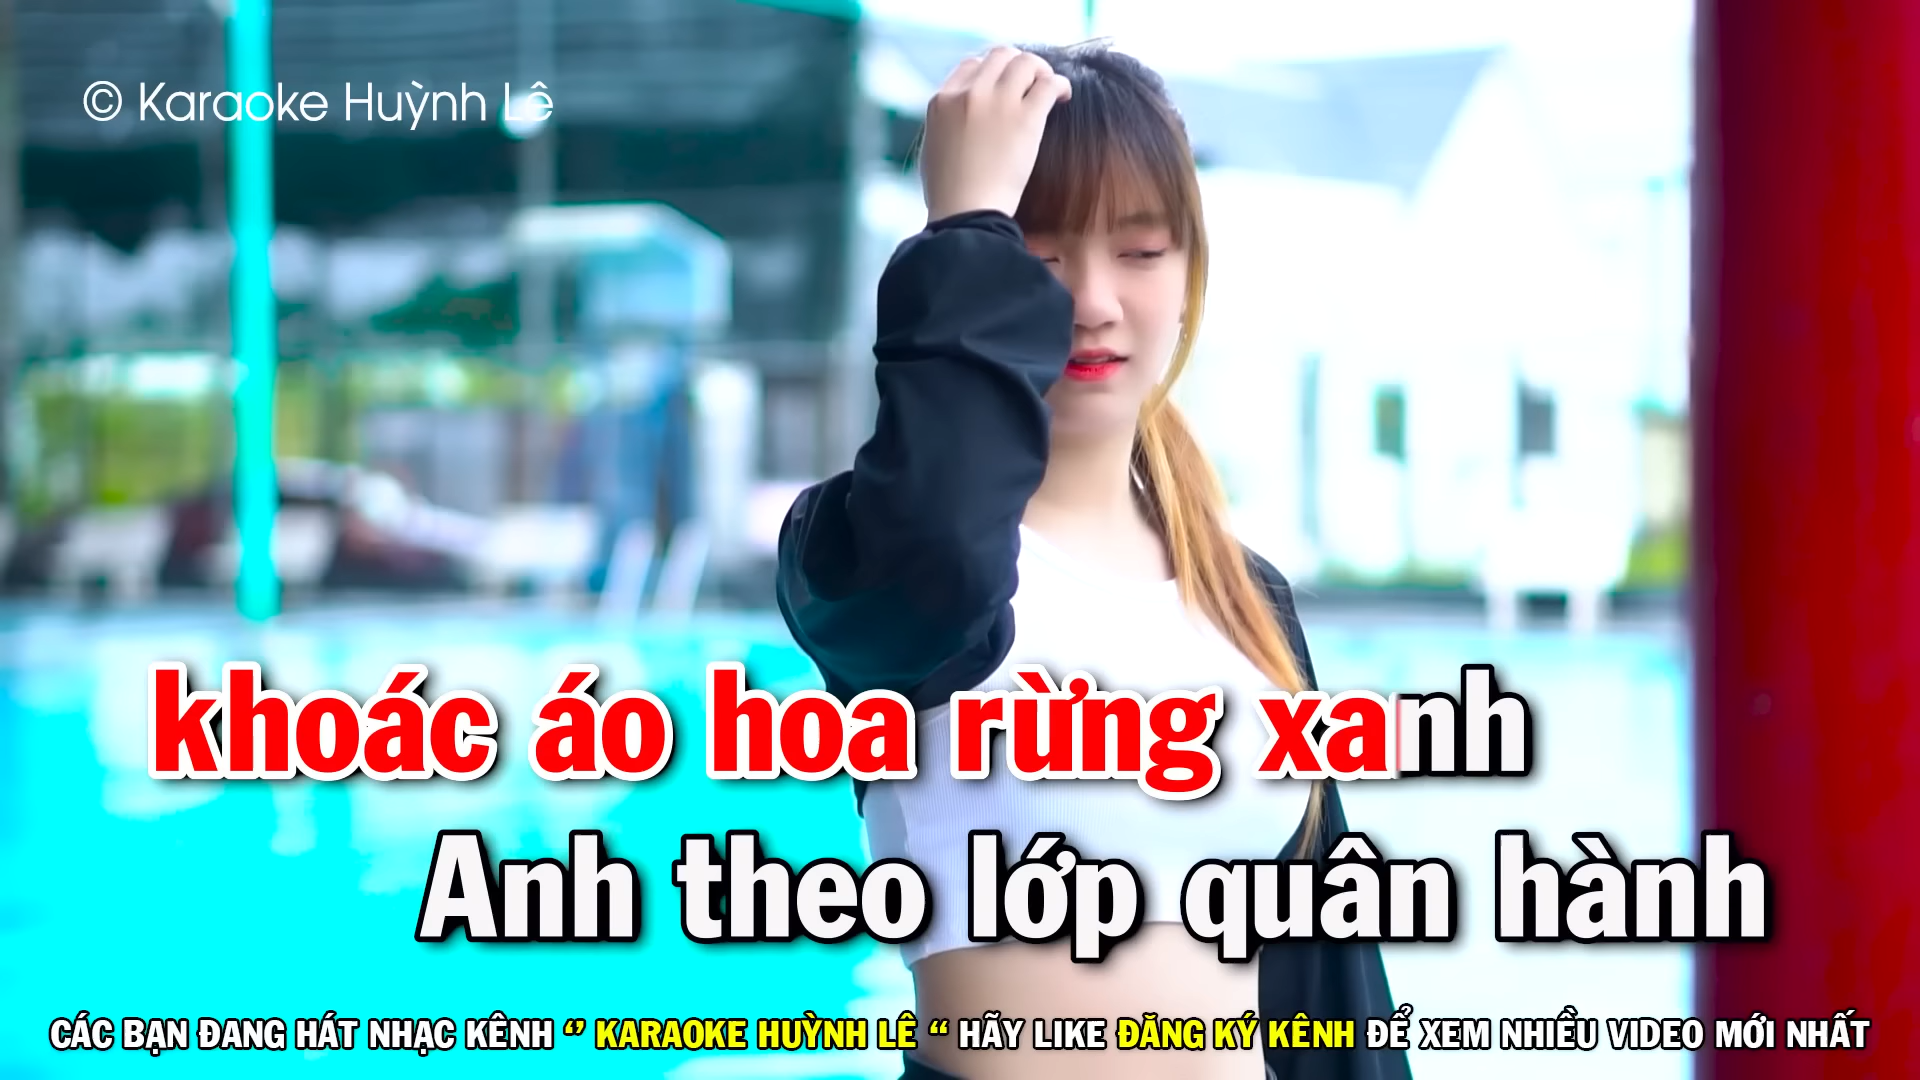 © Karaoke Huỳnh Lê
khoác áo hoa rừng xanh
Anh theo lớp quân hành
CÁC BẠN ĐANG HÁT NHẠC KÊNH “ KARAOKE HUỲNH LÊ “ HÃY LIKE ĐĂNG KÝ KÊNH ĐỂ XEM NHIỀU VIDEO MỚI NHẤT